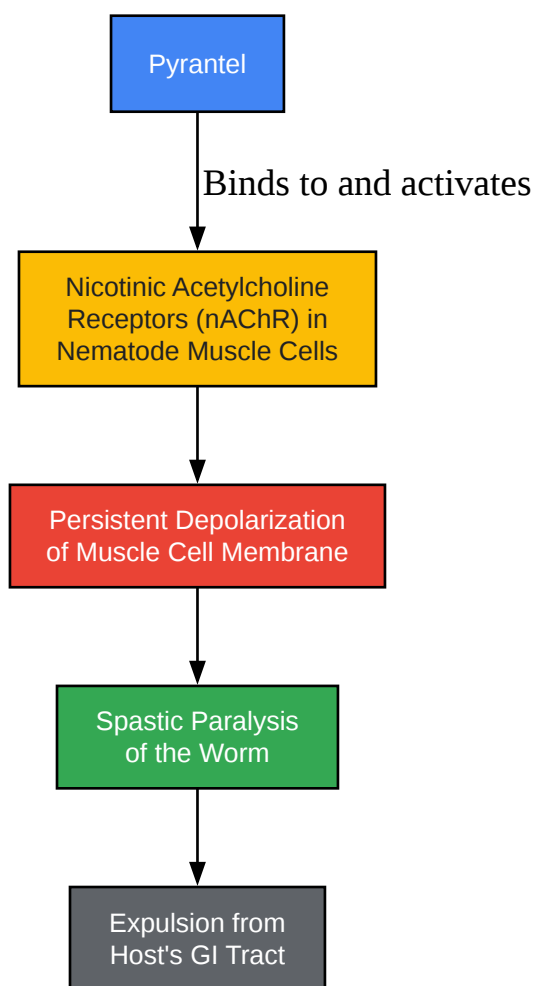 Pyrantel
Binds to and activates
Nicotinic Acetylcholine
Receptors (nAChR) in
Nematode Muscle Cells
Persistent Depolarization
of Muscle Cell Membrane
Spastic Paralysis
of the Worm
Expulsion from
Host's GI Tract